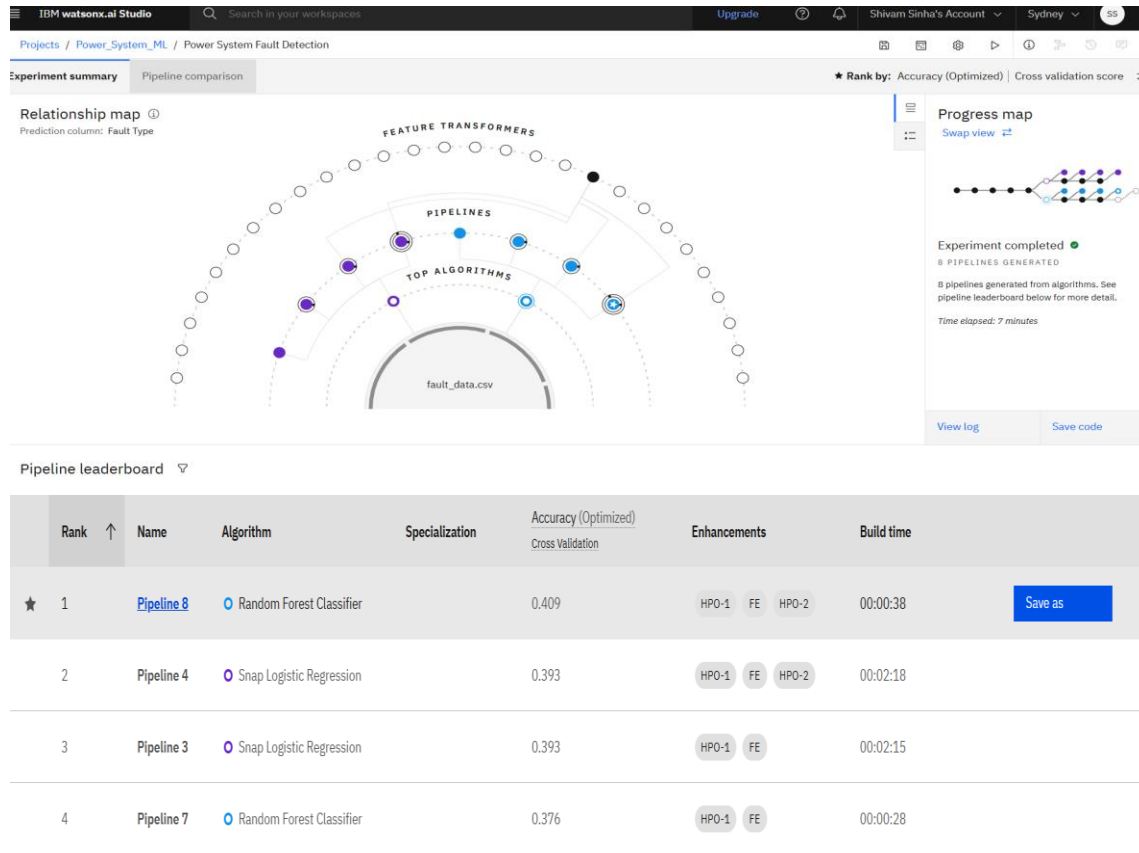 IBM watsonx.ai Studio
Search in your workspaces
Upgrade
Shivam Sinha's Account
Sydney
SS
Projects / Power_System_ML / Power System Fault Detection
Experiment summary
Pipeline comparison
Rank by: Accuracy (Optimized) | Cross validation score
Relationship map
Prediction column: Fault Type
FEATURE TRANSFORMERS
PIPELINES
TOP ALGORITHMS
fault_data.csv
Progress map
Swap view
Experiment completed
8 PIPELINES GENERATED
8 pipelines generated from algorithms. See
pipeline leaderboard below for more detail.
Time elapsed: 7 minutes
View log
Save code
Pipeline leaderboard
Rank Name Algorithm Specialization Accuracy (Optimized) Enhancements Build time
Cross Validation
1 Pipeline 8 Random Forest Classifier 0.409 HPO-1 FE HPO-2 00:00:38 Save as
2 Pipeline 4 Snap Logistic Regression 0.393 HPO-1 FE HPO-2 00:02:18
3 Pipeline 3 Snap Logistic Regression 0.393 HPO-1 FE 00:02:15
4 Pipeline 7 Random Forest Classifier 0.376 HPO-1 FE 00:00:28